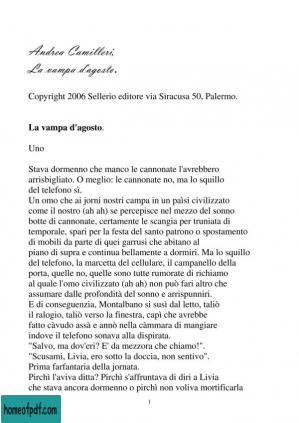 Andrea Camilleri,
La vampa d'agosto.
Copyright 2006 Sellerio editore via Siracusa 50, Palermo.
La vampa d'agosto.
Uno
Stava dormenno che manco le cannonate l'avrebbero
arrisbigliato. O meglio: le cannonate no, ma lo squillo
del telefono sì.
Un omo che ai jorni nostri campa in un paìsi civilizzato
come il nostro (ah ah) se percepisce nel mezzo del sonno
botte di cannonate, certamente le scangia per truniata di
temporale, spari per la festa del santo patrono o spostamento
di mobili da parte di quei garrusi che abitano al
piano di supra e continua bellamente a dormiri. Ma lo squillo
del telefono, la marcetta del cellulare, il campanello della
porta, quelle no, quelle sono tutte rumorate di richiamo
al quale l'omo civilizzato (ah ah) non può fari altro che
assumare dalle profondità del sonno e arrispunniri.
E di conseguenzia, Montalbano si susì dal letto, taliò
il ralogio, taliò verso la finestra, capì che avrebbe
fatto càvudo assà e annò nella càmmara di mangiare
indove il telefono sonava alla dispirata.
"Salvo, ma dov'eri? E' da mezzora che chiamo!".
"Scusami, Livia, ero sotto la doccia, non sentivo".
Prima farfantaria della jornata.
Pirchì l'aviva ditta? Pirchì s'affruntava di diri a Livia
che stava ancora dormenno o pirchì non voliva mortificarla
1
homeofpdf.com